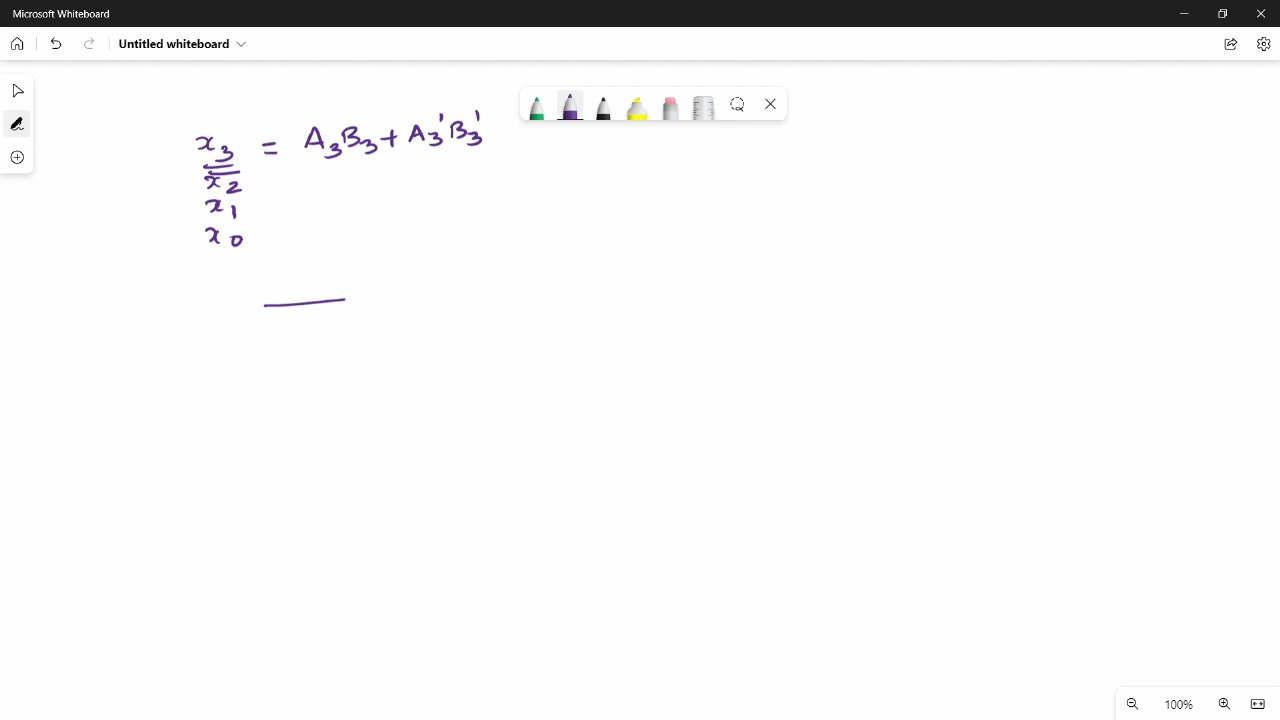 Microsoft Whiteboard
Untitled whiteboard
x₃ = A₃B₃ + A₃'B₃'
x₂
x₁
x₀
100%